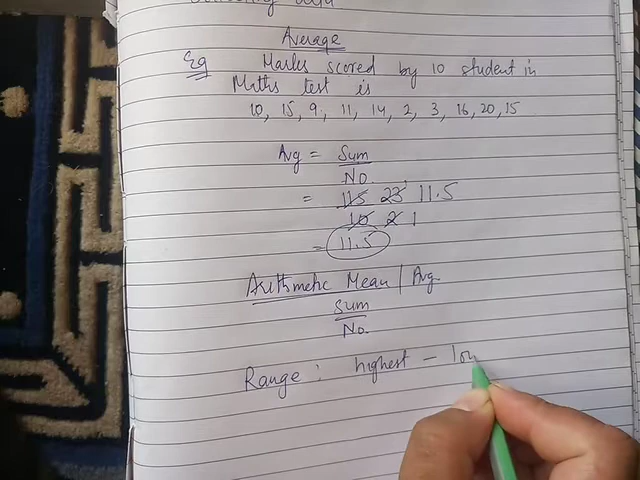 data
Average
Eg Marks scored by 10 student in
Maths test is
10, 15, 9, 11, 14, 2, 3, 16, 20, 15
Avg = Sum
No
= 115 23 11.5
10 2 1
= 11.5
Arithmetic Mean | Avg
Sum
No.
Range : highest - low